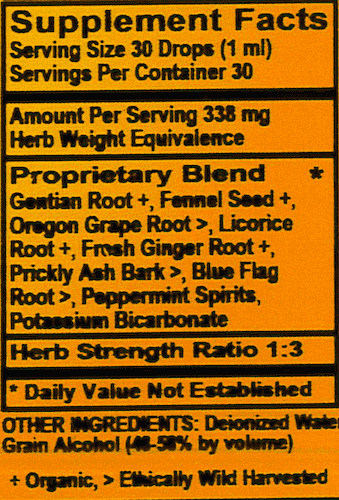 Supplement Facts
Serving Size 30 Drops (1 ml)
Servings Per Container 30
Amount Per Serving 338 mg
Herb Weight Equivalence
Proprietary Blend *
Gentian Root +, Fennel Seed +,
Oregon Grape Root >, Licorice
Root +, Fresh Ginger Root +,
Prickly Ash Bark >, Blue Flag
Root >, Peppermint Spirits,
Potassium Bicarbonate
Herb Strength Ratio 1:3
* Daily Value Not Established
OTHER INGREDIENTS: Deionized Water
Grain Alcohol (46-56% by volume)
+ Organic, > Ethically Wild Harvested